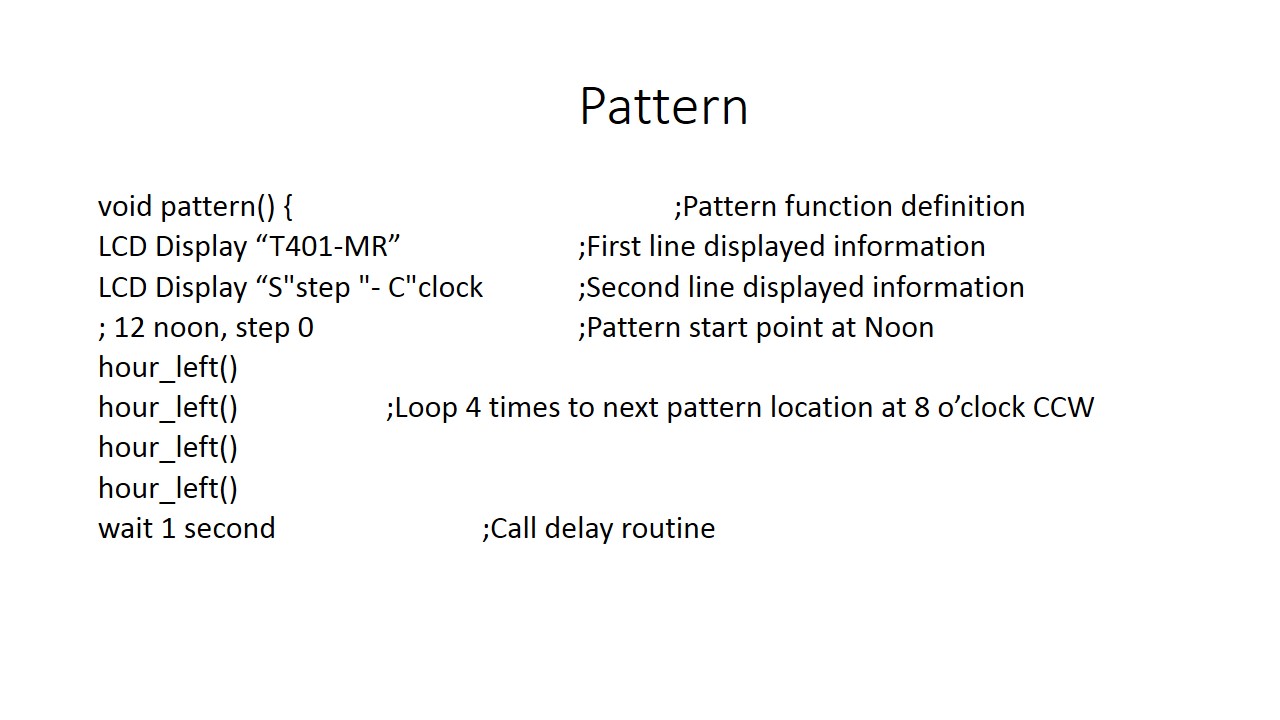 Pattern
void pattern() { ;Pattern function definition
LCD Display “T401-MR” ;First line displayed information
LCD Display “S"step "- C"clock ;Second line displayed information
; 12 noon, step 0 ;Pattern start point at Noon
hour_left()
hour_left() ;Loop 4 times to next pattern location at 8 o’clock CCW
hour_left()
hour_left()
wait 1 second ;Call delay routine